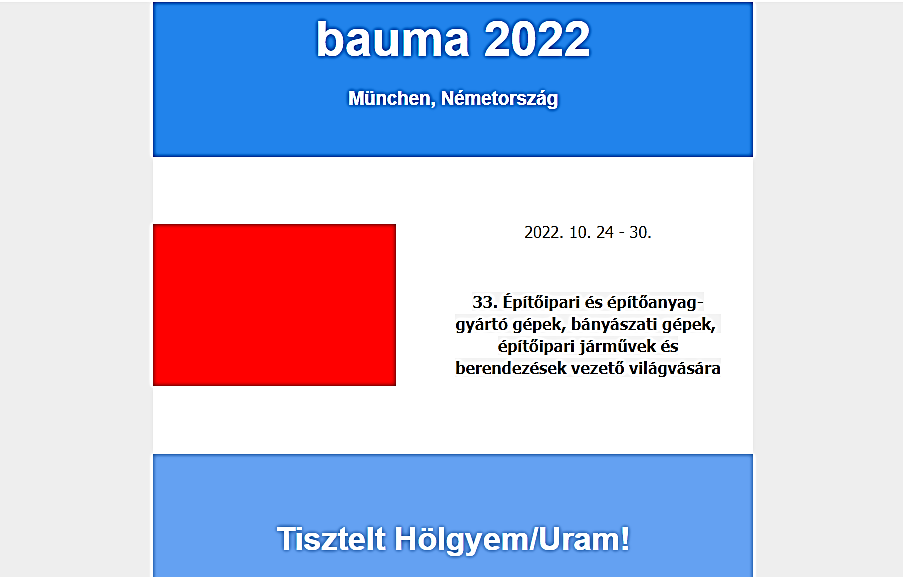 bauma 2022
München, Németország
2022. 10. 24 - 30.
33. Építőipari és építőanyag-
gyártó gépek, bányászati gépek,
építőipari járművek és
berendezések vezető világvására
Tisztelt Hölgyem/Uram!